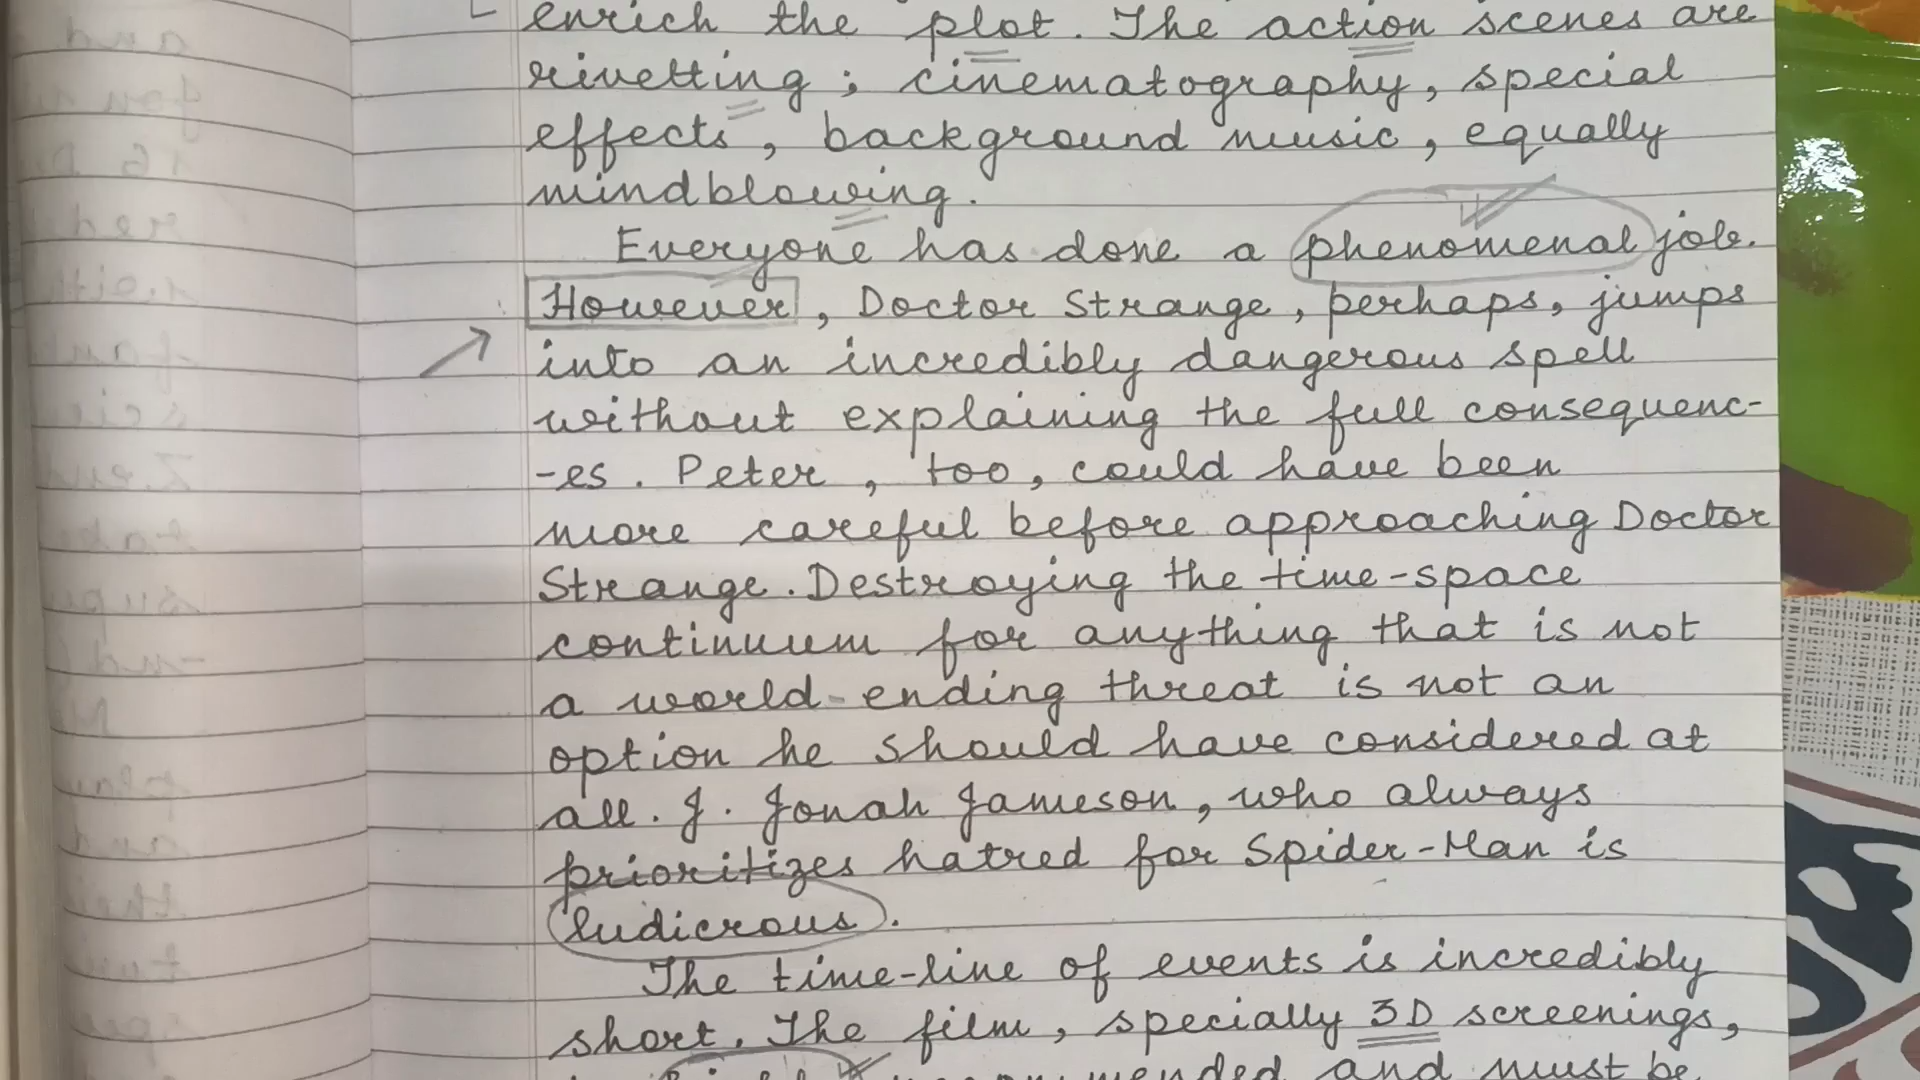 enrich the plot. The action scenes are
rivetting; cinematography, special
effects, background music, equally
mindblowing.
Everyone has done a phenomenal job.
However, Doctor Strange, perhaps, jumps
into an incredibly dangerous spell
without explaining the full consequenc-
-es. Peter, too, could have been
more careful before approaching Doctor
Strange. Destroying the time-space
continuum for anything that is not
a world-ending threat is not an
option he should have considered at
all. J. Jonah Jameson, who always
prioritizes hatred for Spider-Man is
ludicrous.
The time-line of events is incredibly
short. The film, specially 3D screenings,
and must be